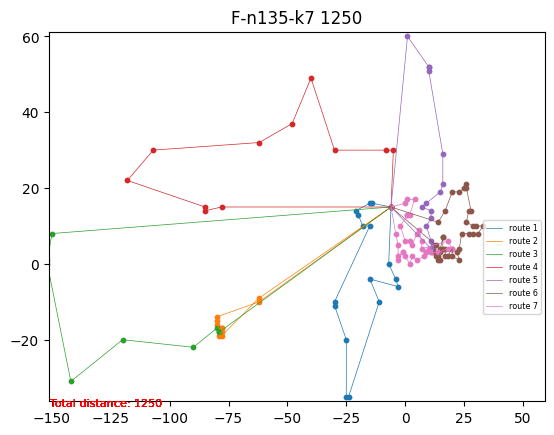 F-n135-k7 1250
60
40
20
0
−20
−150
−125
−100
−75
−50
−25
0
25
50
route 1
route 2
route 3
route 4
route 5
route 6
route 7
Total distance: 1250